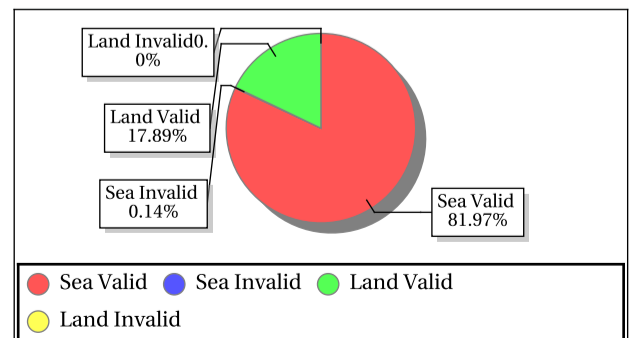 Land Invalid0.
0%
Land Valid
17.89%
Sea Invalid
0.14%
Sea Valid
81.97%
Sea Valid Sea Invalid Land Valid
Land Invalid